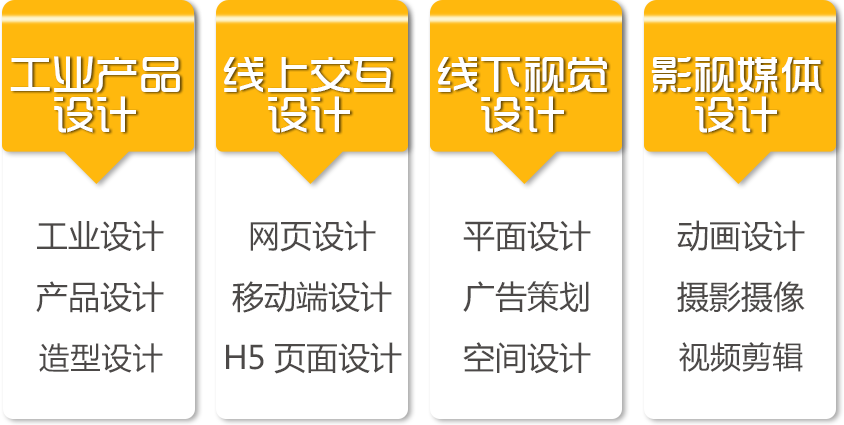 工业产品
设计
工业设计
产品设计
造型设计
线上交互
设计
网页设计
移动端设计
H5 页面设计
线下视觉
设计
平面设计
广告策划
空间设计
影视媒体
设计
动画设计
摄影摄像
视频剪辑